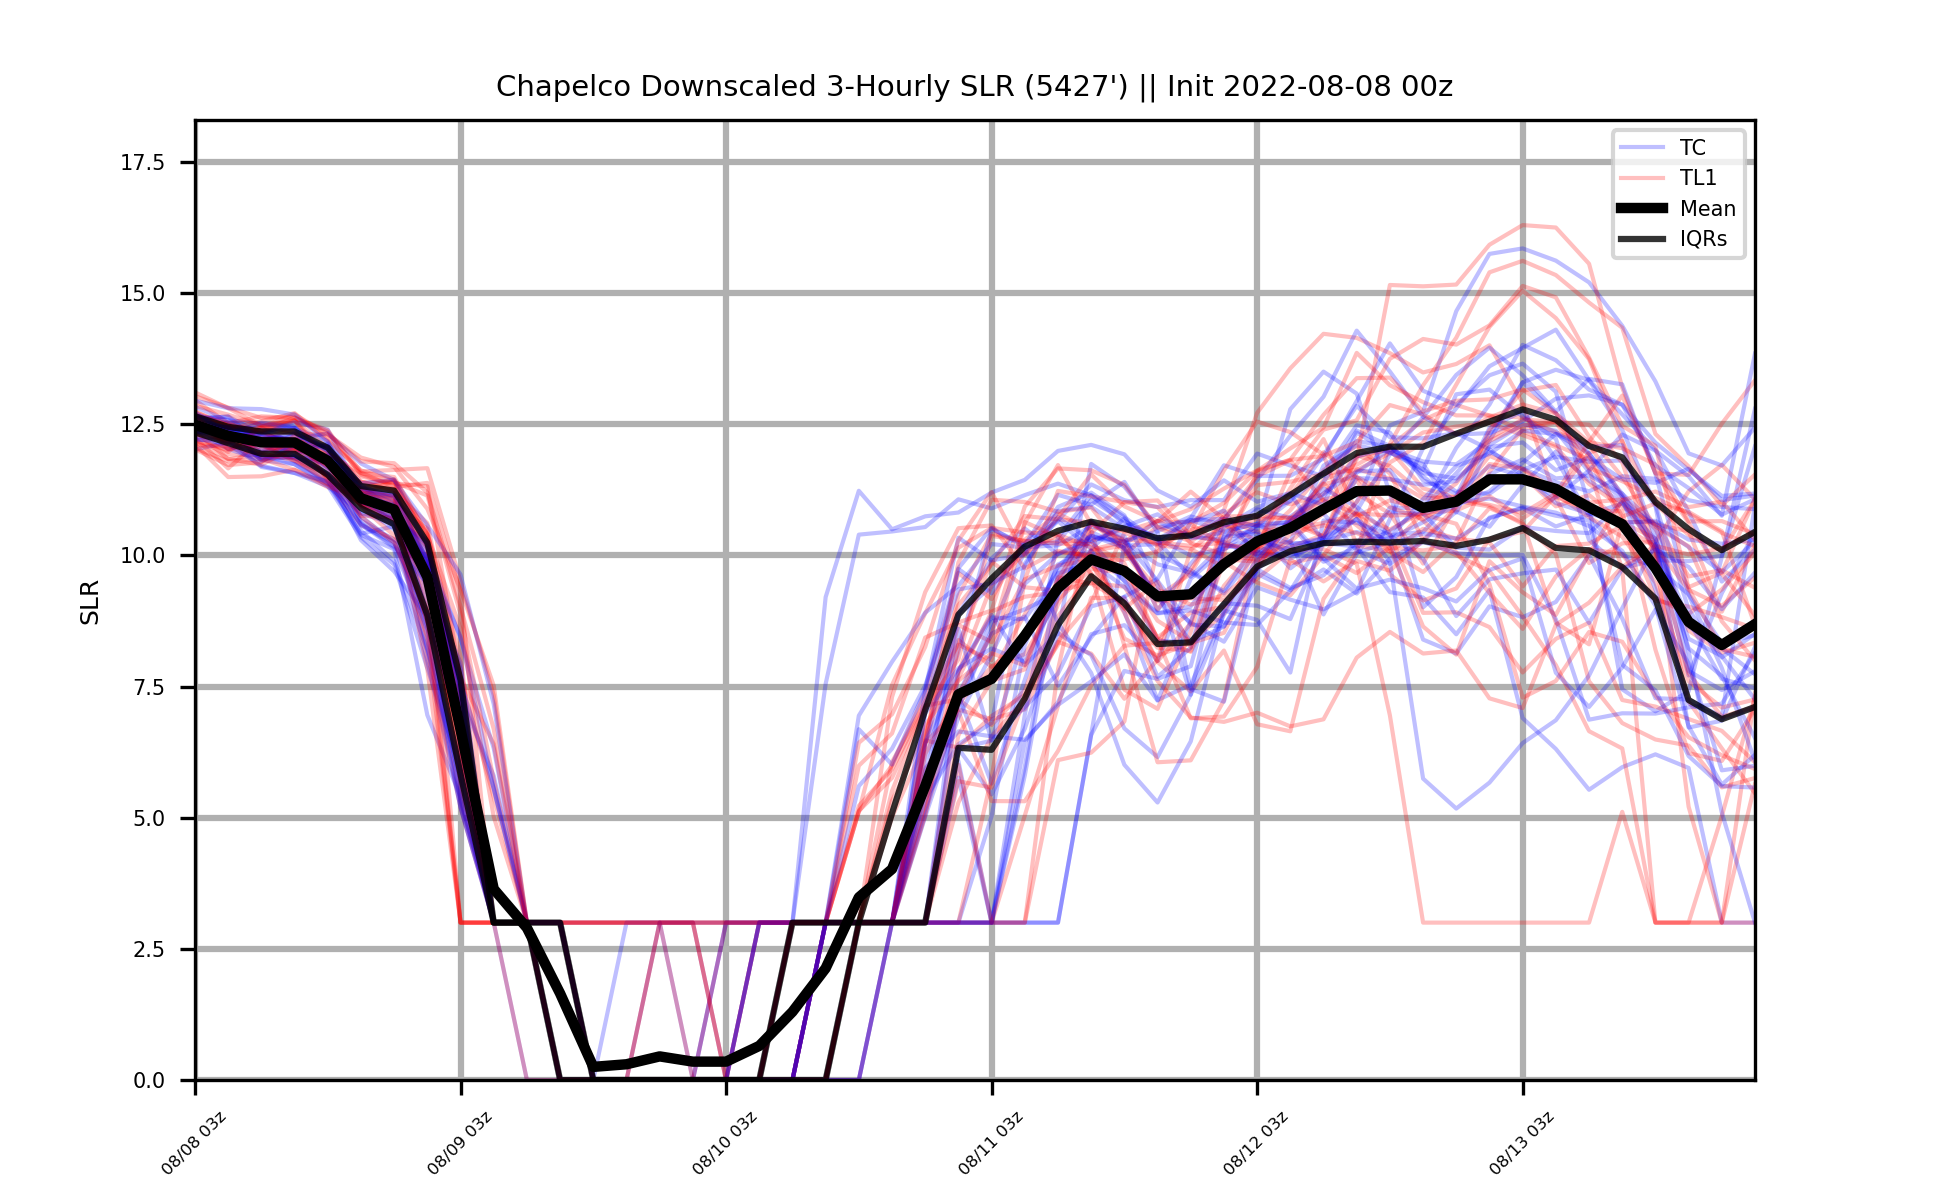 Chapelco Downscaled 3-Hourly SLR (5427') || Init 2022-08-08 00z
TC
TL1
Mean
IQRs
SLR
17.5
15.0
12.5
10.0
7.5
5.0
2.5
0.0
08/08 03z
08/09 03z
08/10 03z
08/11 03z
08/12 03z
08/13 03z